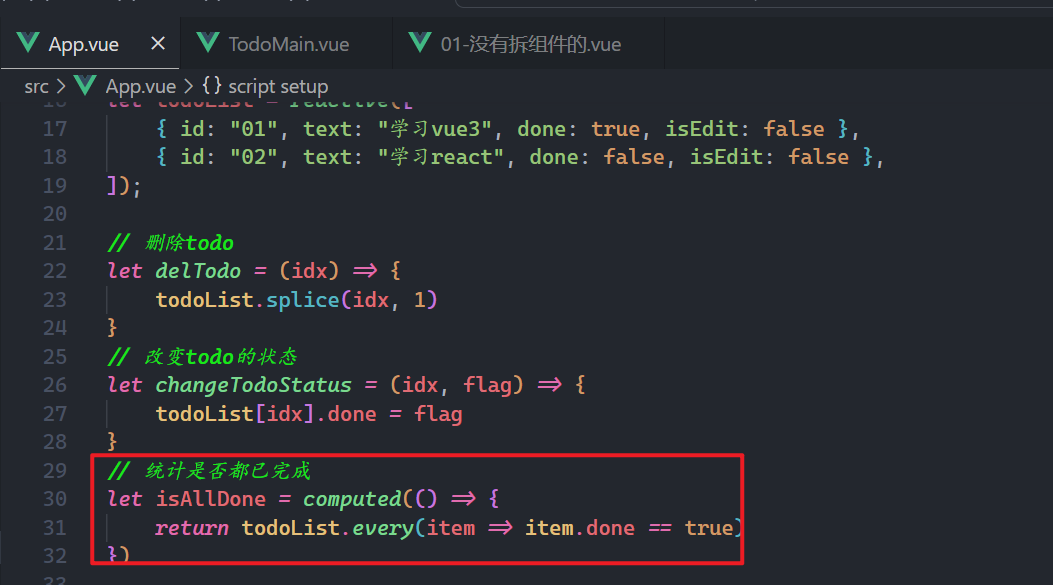 App.vue
TodoMain.vue
01-没有拆组件的.vue
src > App.vue > {} script setup
16 let todoList = reactive([
17 { id: "01", text: "学习vue3", done: true, isEdit: false },
18 { id: "02", text: "学习react", done: false, isEdit: false },
19 ]);
20
21 // 删除todo
22 let delTodo = (idx) => {
23 todoList.splice(idx, 1)
24 }
25 // 改变todo的状态
26 let changeTodoStatus = (idx, flag) => {
27 todoList[idx].done = flag
28 }
29 // 统计是否都已完成
30 let isAllDone = computed(() => {
31 return todoList.every(item => item.done == true)
32 })
33